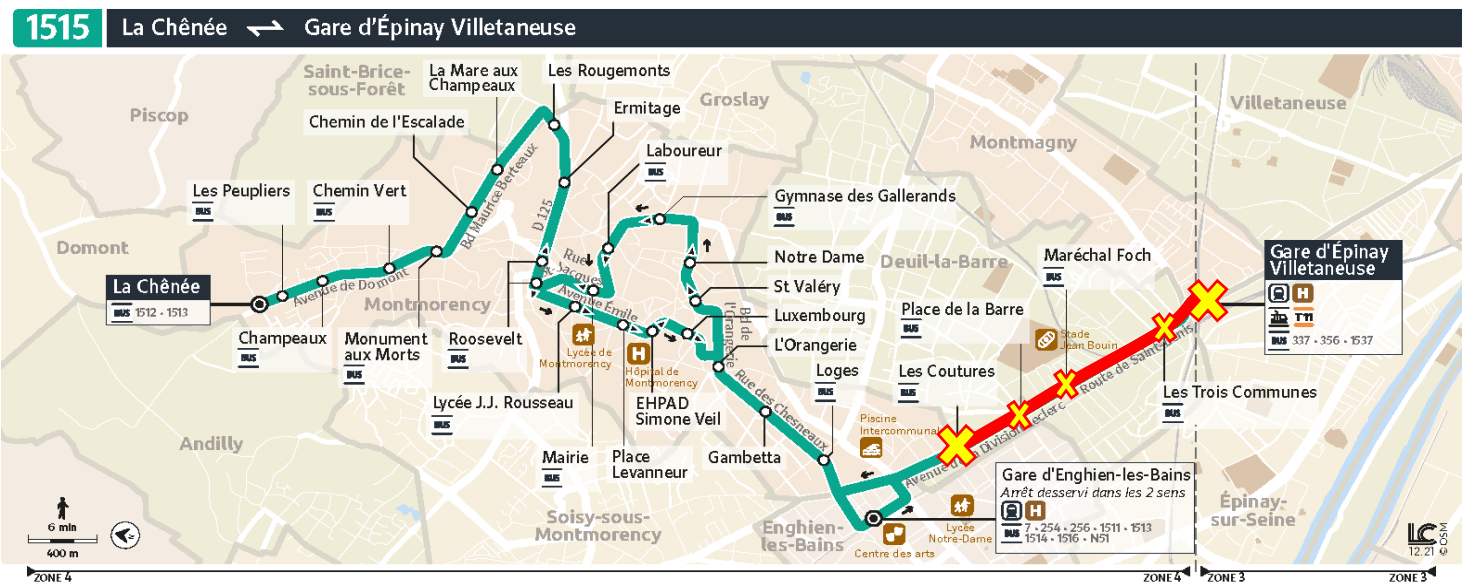 1515 La Chênée Gare d'Épinay Villetaneuse
Saint-Brice-
sous-Forêt
La Mare aux
Champeaux
Les Rougemonts
Piscop
Groslay
Villetaneuse
Chemin de l'Escalade
Ermitage
Montmagny
Laboureur
BUS
Bd Maurice Berteaux
Les Peupliers
BUS
Chemin Vert
BUS
Gymnase des Gallerands
BUS
D 125
Domont
Notre Dame
Deuil-la-Barre
Maréchal Foch
BUS
Gare d'Épinay
Villetaneuse
H
T11
BUS 337 • 356 • 1537
La Chênée
BUS 1512 • 1513
Avenue de Domont
Montmorency
Rue
St. Jacques
Avenue Émile
St Valéry
Bd de
l'Orangerie
Luxembourg
L'Orangerie
Place de la Barre
BUS
Stade
Jean Bouin
Route de Saint-Denis
Champeaux
BUS
Monument
aux Morts
BUS
Roosevelt
BUS
Lycée de
Montmorency
H
Hôpital de
Montmorency
Loges
BUS
Les Coutures
BUS
Les Trois Communes
BUS
Rue des Chesneaux
Lycée J.J. Rousseau
BUS
EHPAD
Simone Veil
Piscine
Intercommunal
Avenue de la Division Leclerc
Andilly
Mairie
BUS
Place
Levanneur
Gambetta
Gare d'Enghien-les-Bains
Arrêt desservi dans les 2 sens
H
BUS 7 • 254 • 256 • 1511 • 1513
1514 • 1516 • N51
Épinay-
sur-Seine
Soisy-sous-
Montmorency
Enghien-
les-Bains
Centre des arts
Lycée
Notre-Dame
6 min
400 m
LC
12.21
© OSM
ZONE 4
ZONE 4
ZONE 3
ZONE 3